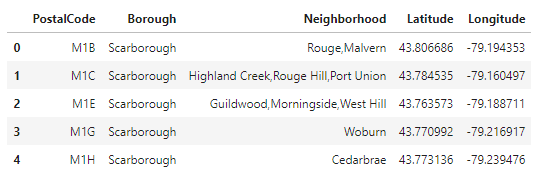 PostalCode Borough Neighborhood Latitude Longitude
0 M1B Scarborough Rouge,Malvern 43.806686 -79.194353
1 M1C Scarborough Highland Creek,Rouge Hill,Port Union 43.784535 -79.160497
2 M1E Scarborough Guildwood,Morningside,West Hill 43.763573 -79.188711
3 M1G Scarborough Woburn 43.770992 -79.216917
4 M1H Scarborough Cedarbrae 43.773136 -79.239476